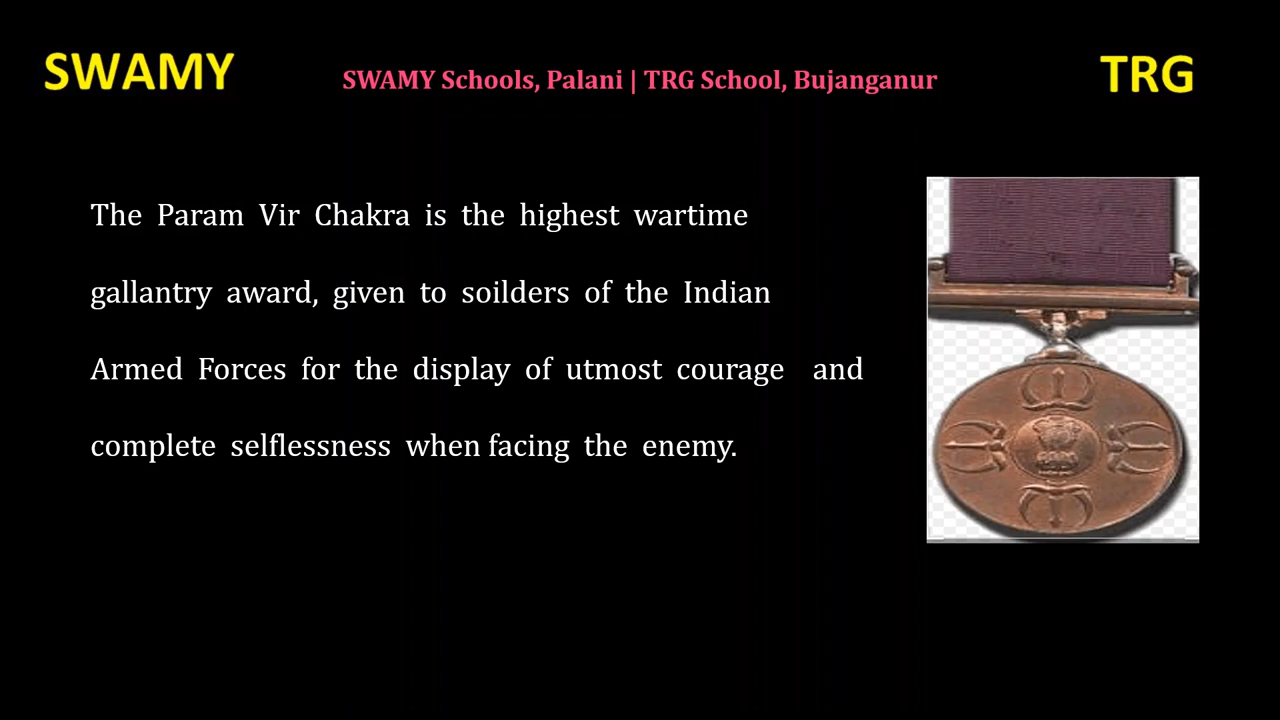 SWAMY
SWAMY Schools, Palani | TRG School, Bujanganur
TRG
The Param Vir Chakra is the highest wartime
gallantry award, given to soilders of the Indian
Armed Forces for the display of utmost courage and
complete selflessness when facing the enemy.